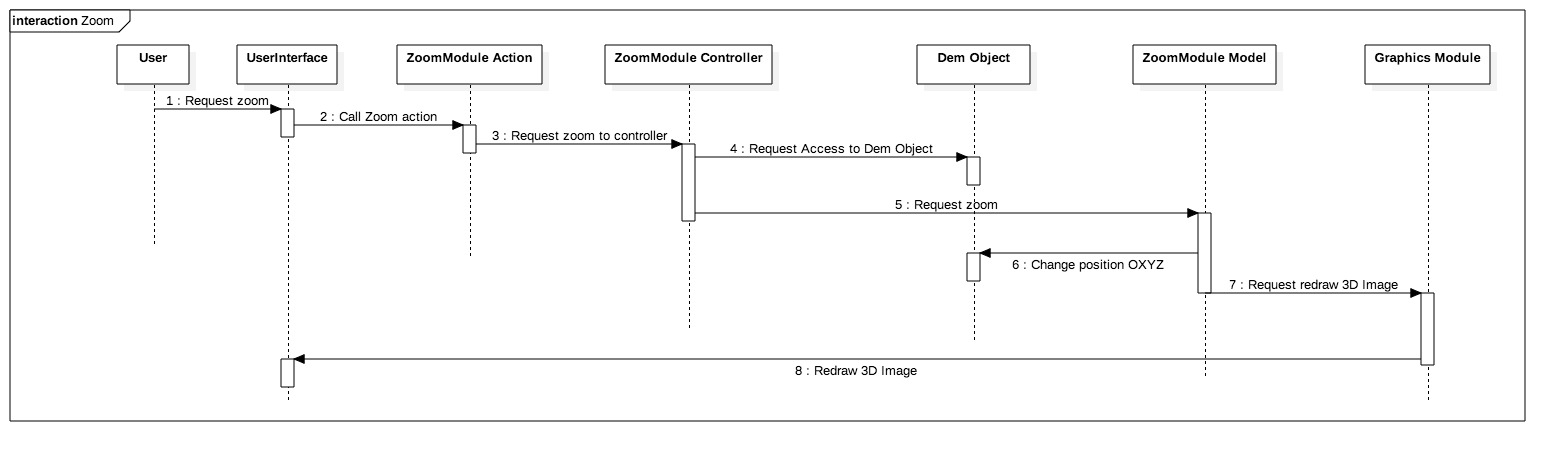 interaction Zoom
User
UserInterface
ZoomModule Action
ZoomModule Controller
Dem Object
ZoomModule Model
Graphics Module
1 : Request zoom
2 : Call Zoom action
3 : Request zoom to controller
4 : Request Access to Dem Object
5 : Request zoom
6 : Change position OXYZ
7 : Request redraw 3D Image
8 : Redraw 3D Image